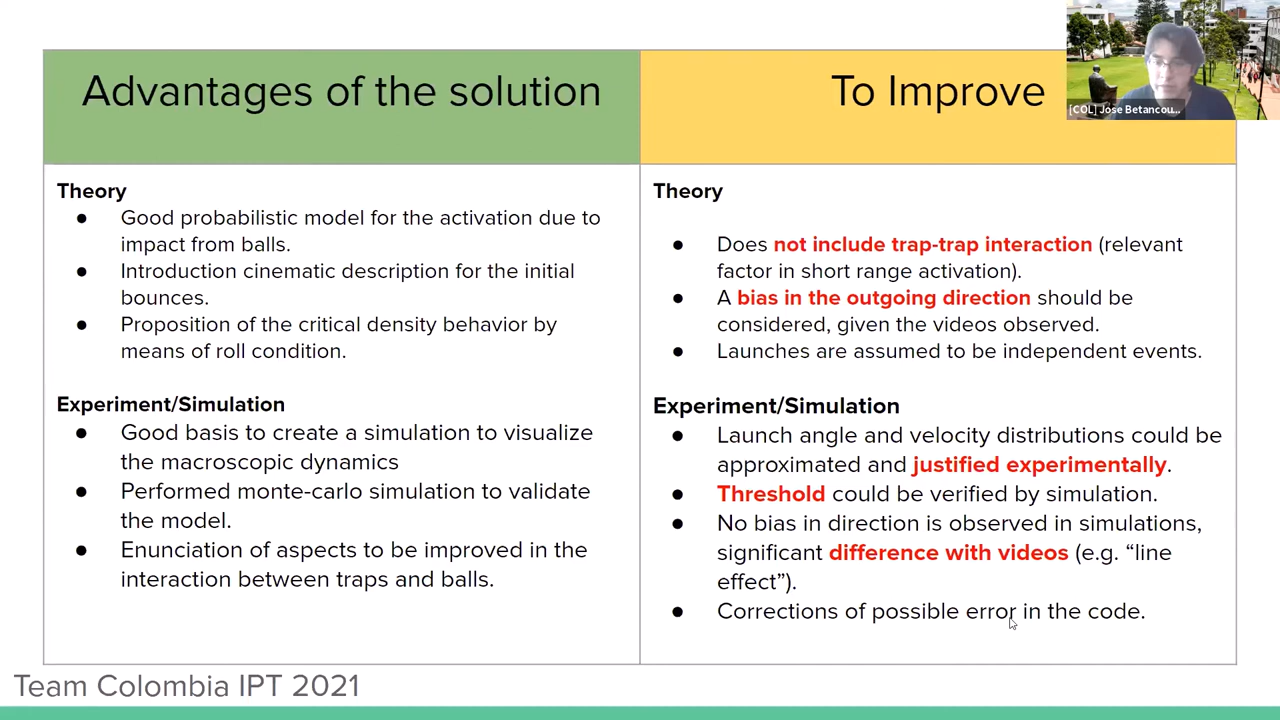 Advantages of the solution
To Improve
[COL] Jose Betancou...
Theory
● Good probabilistic model for the activation due to
impact from balls.
● Introduction cinematic description for the initial
bounces.
● Proposition of the critical density behavior by
means of roll condition.
Experiment/Simulation
● Good basis to create a simulation to visualize
the macroscopic dynamics
● Performed monte-carlo simulation to validate
the model.
● Enunciation of aspects to be improved in the
interaction between traps and balls.
Theory
● Does not include trap-trap interaction (relevant
factor in short range activation).
● A bias in the outgoing direction should be
considered, given the videos observed.
● Launches are assumed to be independent events.
Experiment/Simulation
● Launch angle and velocity distributions could be
approximated and justified experimentally.
● Threshold could be verified by simulation.
● No bias in direction is observed in simulations,
significant difference with videos (e.g. “line
effect”).
● Corrections of possible error in the code.
Team Colombia IPT 2021